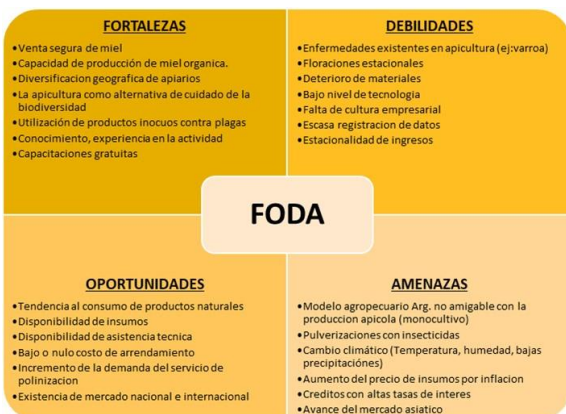 FORTALEZAS
•Venta segura de miel
•Capacidad de producción de miel organica.
•Diversificacion geografica de apiarios
•La apicultura como alternativa de cuidado de la
biodiversidad
•Utilización de productos inocuos contra plagas
•Conocimiento, experiencia en la actividad
•Capacitaciones gratuitas
DEBILIDADES
•Enfermedades existentes en apicultura (ej:varroa)
•Floraciones estacionales
•Deterioro de materiales
•Bajo nivel de tecnologia
•Falta de cultura empresarial
•Escasa registracion de datos
•Estacionalidad de ingresos
FODA
OPORTUNIDADES
•Tendencia al consumo de productos naturales
•Disponibilidad de insumos
•Disponibilidad de asistencia tecnica
•Bajo o nulo costo de arrendamiento
•Incremento de la demanda del servicio de
polinizacion
•Existencia de mercado nacional e internacional
AMENAZAS
•Modelo agropecuario Arg. no amigable con la
produccion apicola (monocultivo)
•Pulverizaciones con insecticidas
•Cambio climático (Temperatura, humedad, bajas
precipitaciónes)
•Aumento del precio de insumos por inflacion
•Creditos con altas tasas de interes
•Avance del mercado asiatico